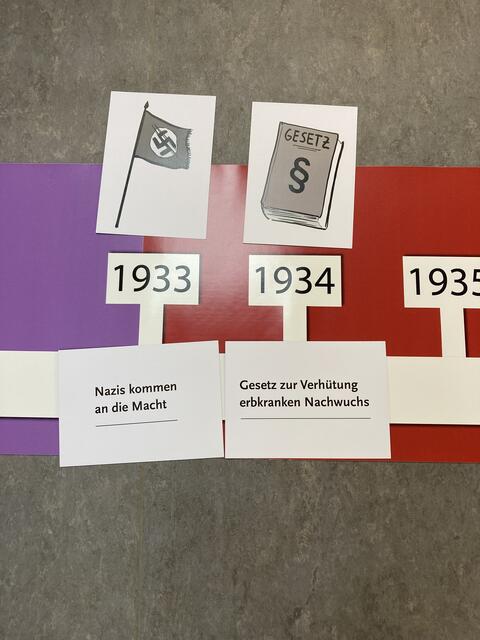 GESETZ
§
1933
1934
1935
Nazis kommen
an die Macht
Gesetz zur Verhütung
erbkranken Nachwuchs